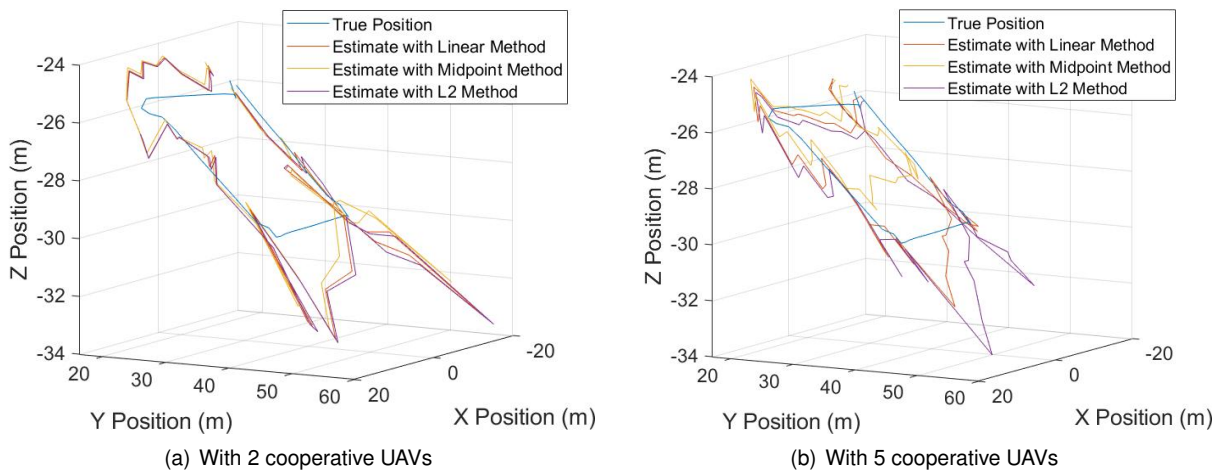 True Position
Estimate with Linear Method
Estimate with Midpoint Method
Estimate with L2 Method
-24
-26
-28
-30
-32
-34
Z Position (m)
20
30
40
50
60
Y Position (m)
20
0
-20
X Position (m)
(a) With 2 cooperative UAVs
True Position
Estimate with Linear Method
Estimate with Midpoint Method
Estimate with L2 Method
-24
-26
-28
-30
-32
-34
Z Position (m)
20
30
40
50
60
Y Position (m)
20
0
-20
X Position (m)
(b) With 5 cooperative UAVs